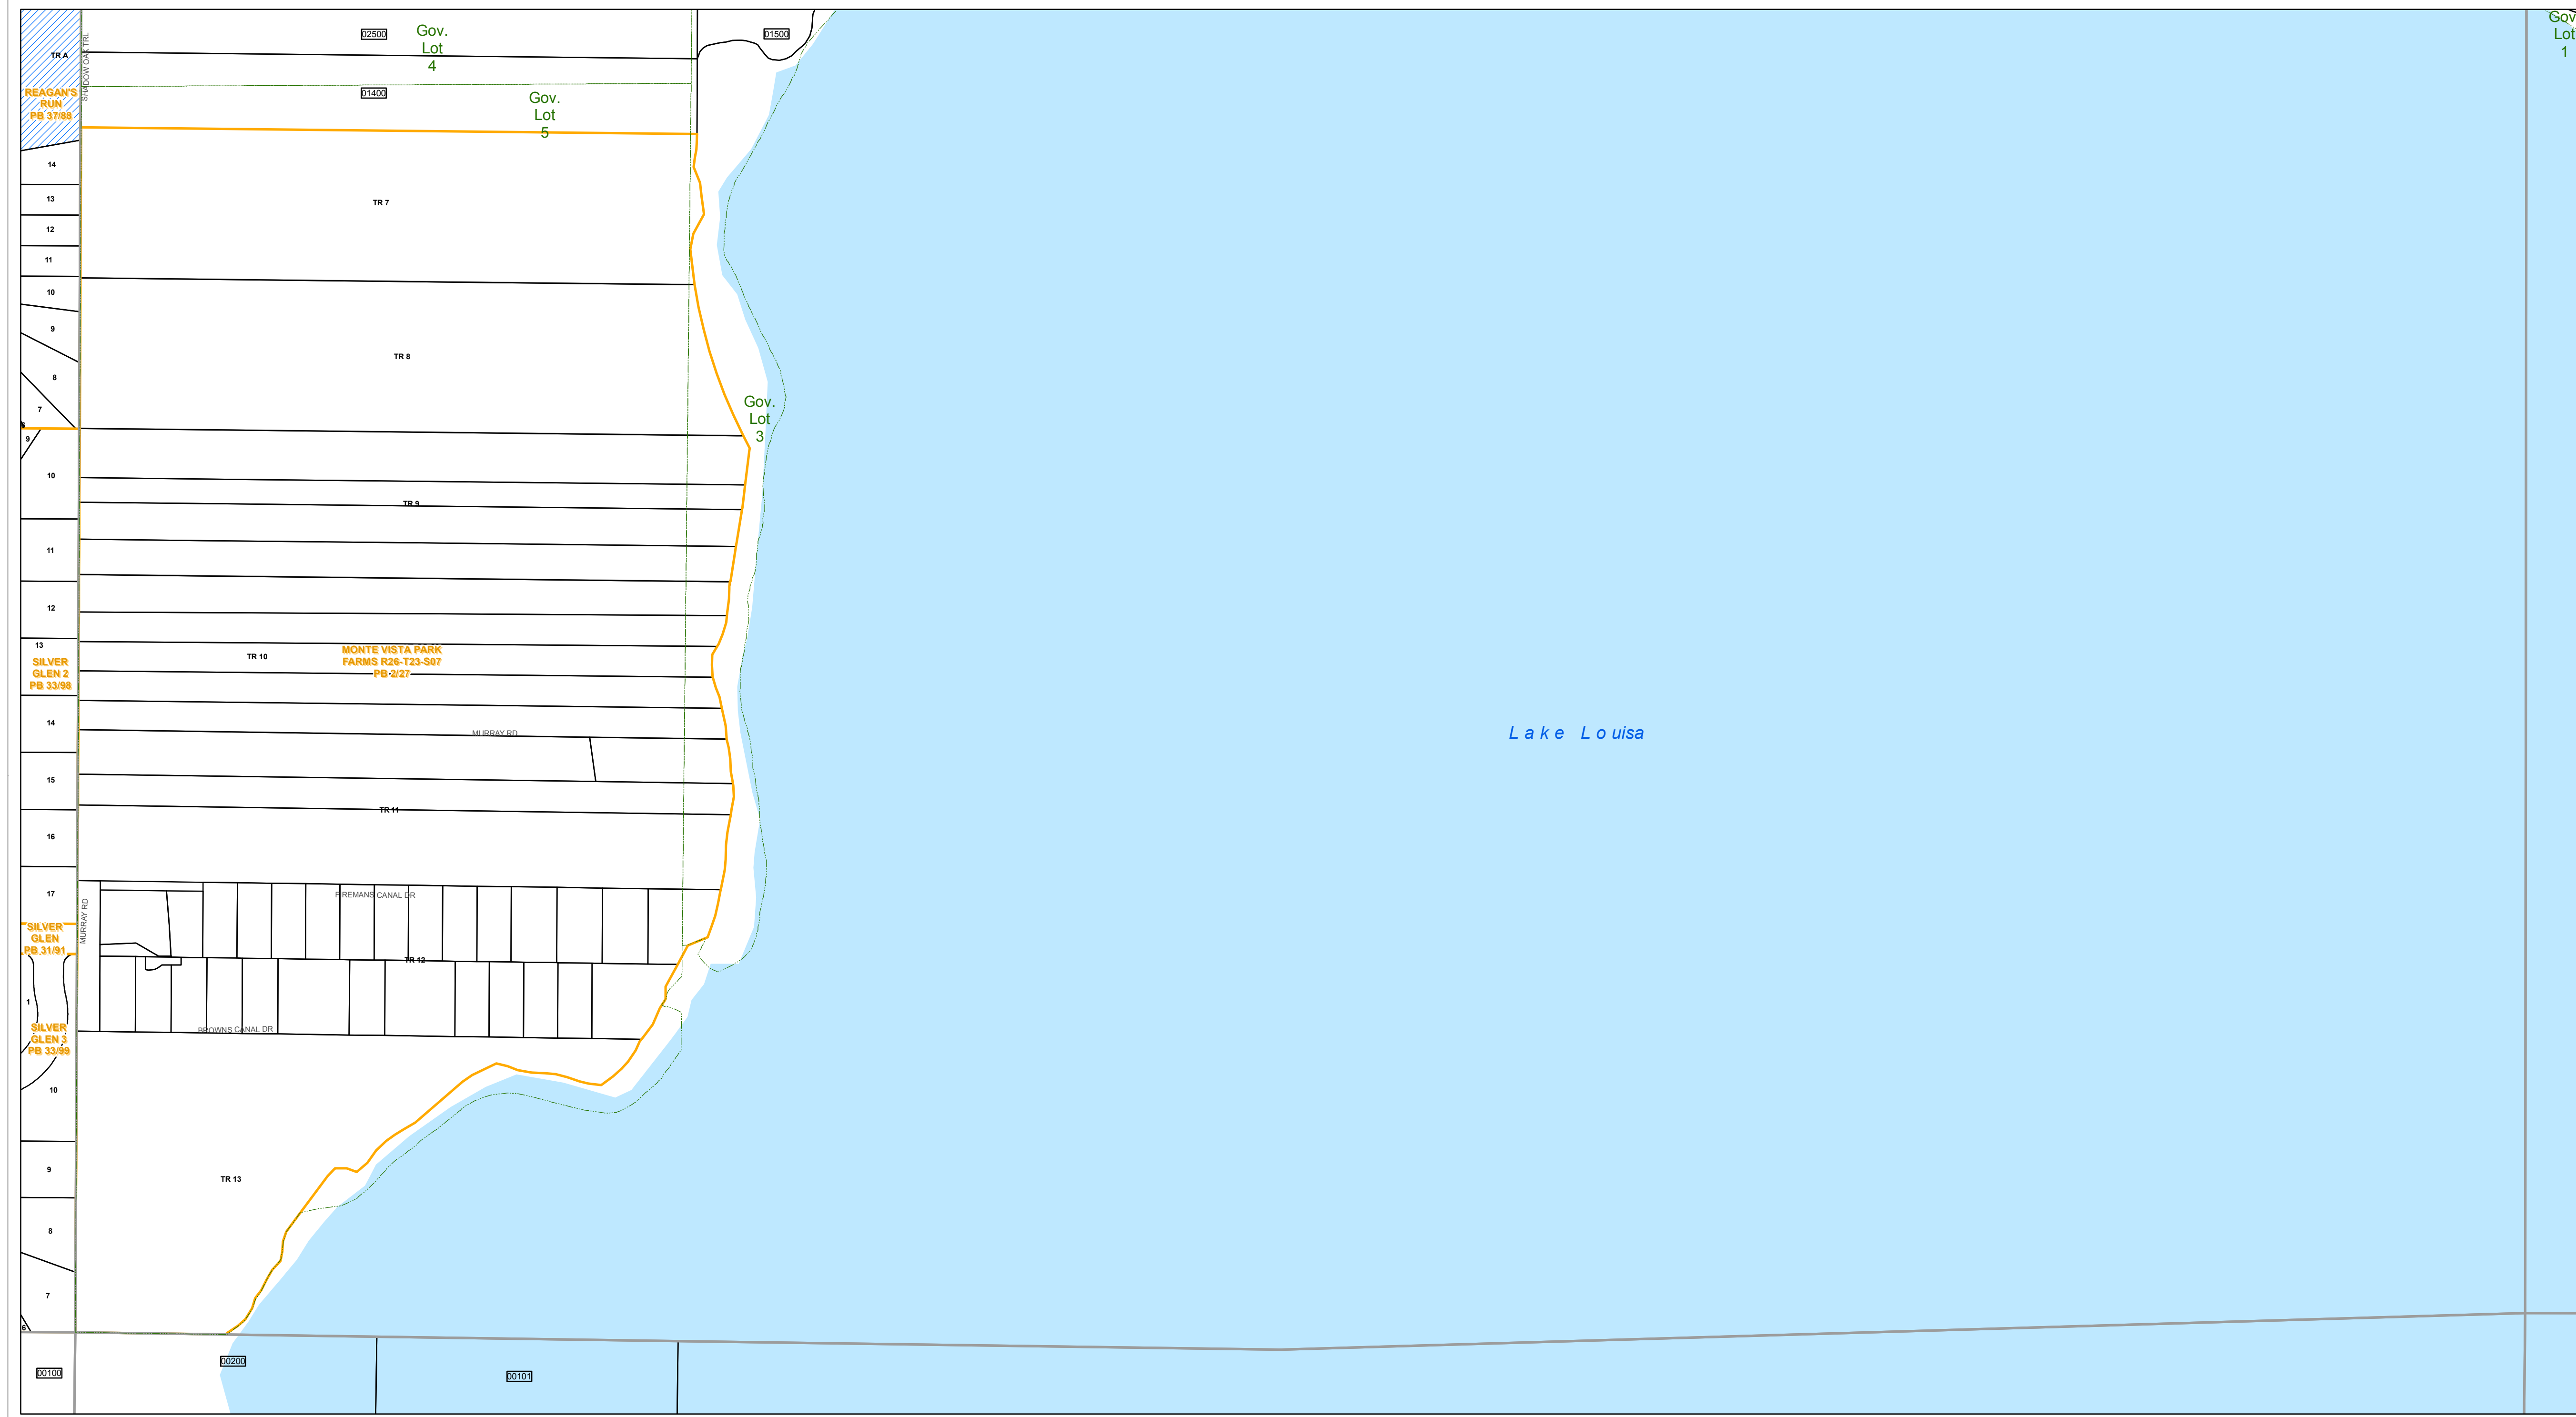 02500
Gov.
Lot
4
01500
Gov.
Lot
1
TR A
SHADOW OAK TRL
REAGAN'S
RUN
PB 37/88
01400
Gov.
Lot
5
14
13
12
11
10
9
8
7
TR 7
TR 8
Gov.
Lot
3
9
10
11
12
13
SILVER
GLEN 2
PB 33/98
14
15
16
17
TR 9
TR 10
MONTE VISTA PARK
FARMS R26-T23-S07
PB 2/27
MURRAY RD
Lake Louisa
TR 11
FIREMANS CANAL DR
MURRAY RD
SILVER
GLEN
PB 31/91
TR 12
1
SILVER
GLEN 3
PB 33/99
BROWNS CANAL DR
10
9
8
7
6
TR 13
00100
00200
00101